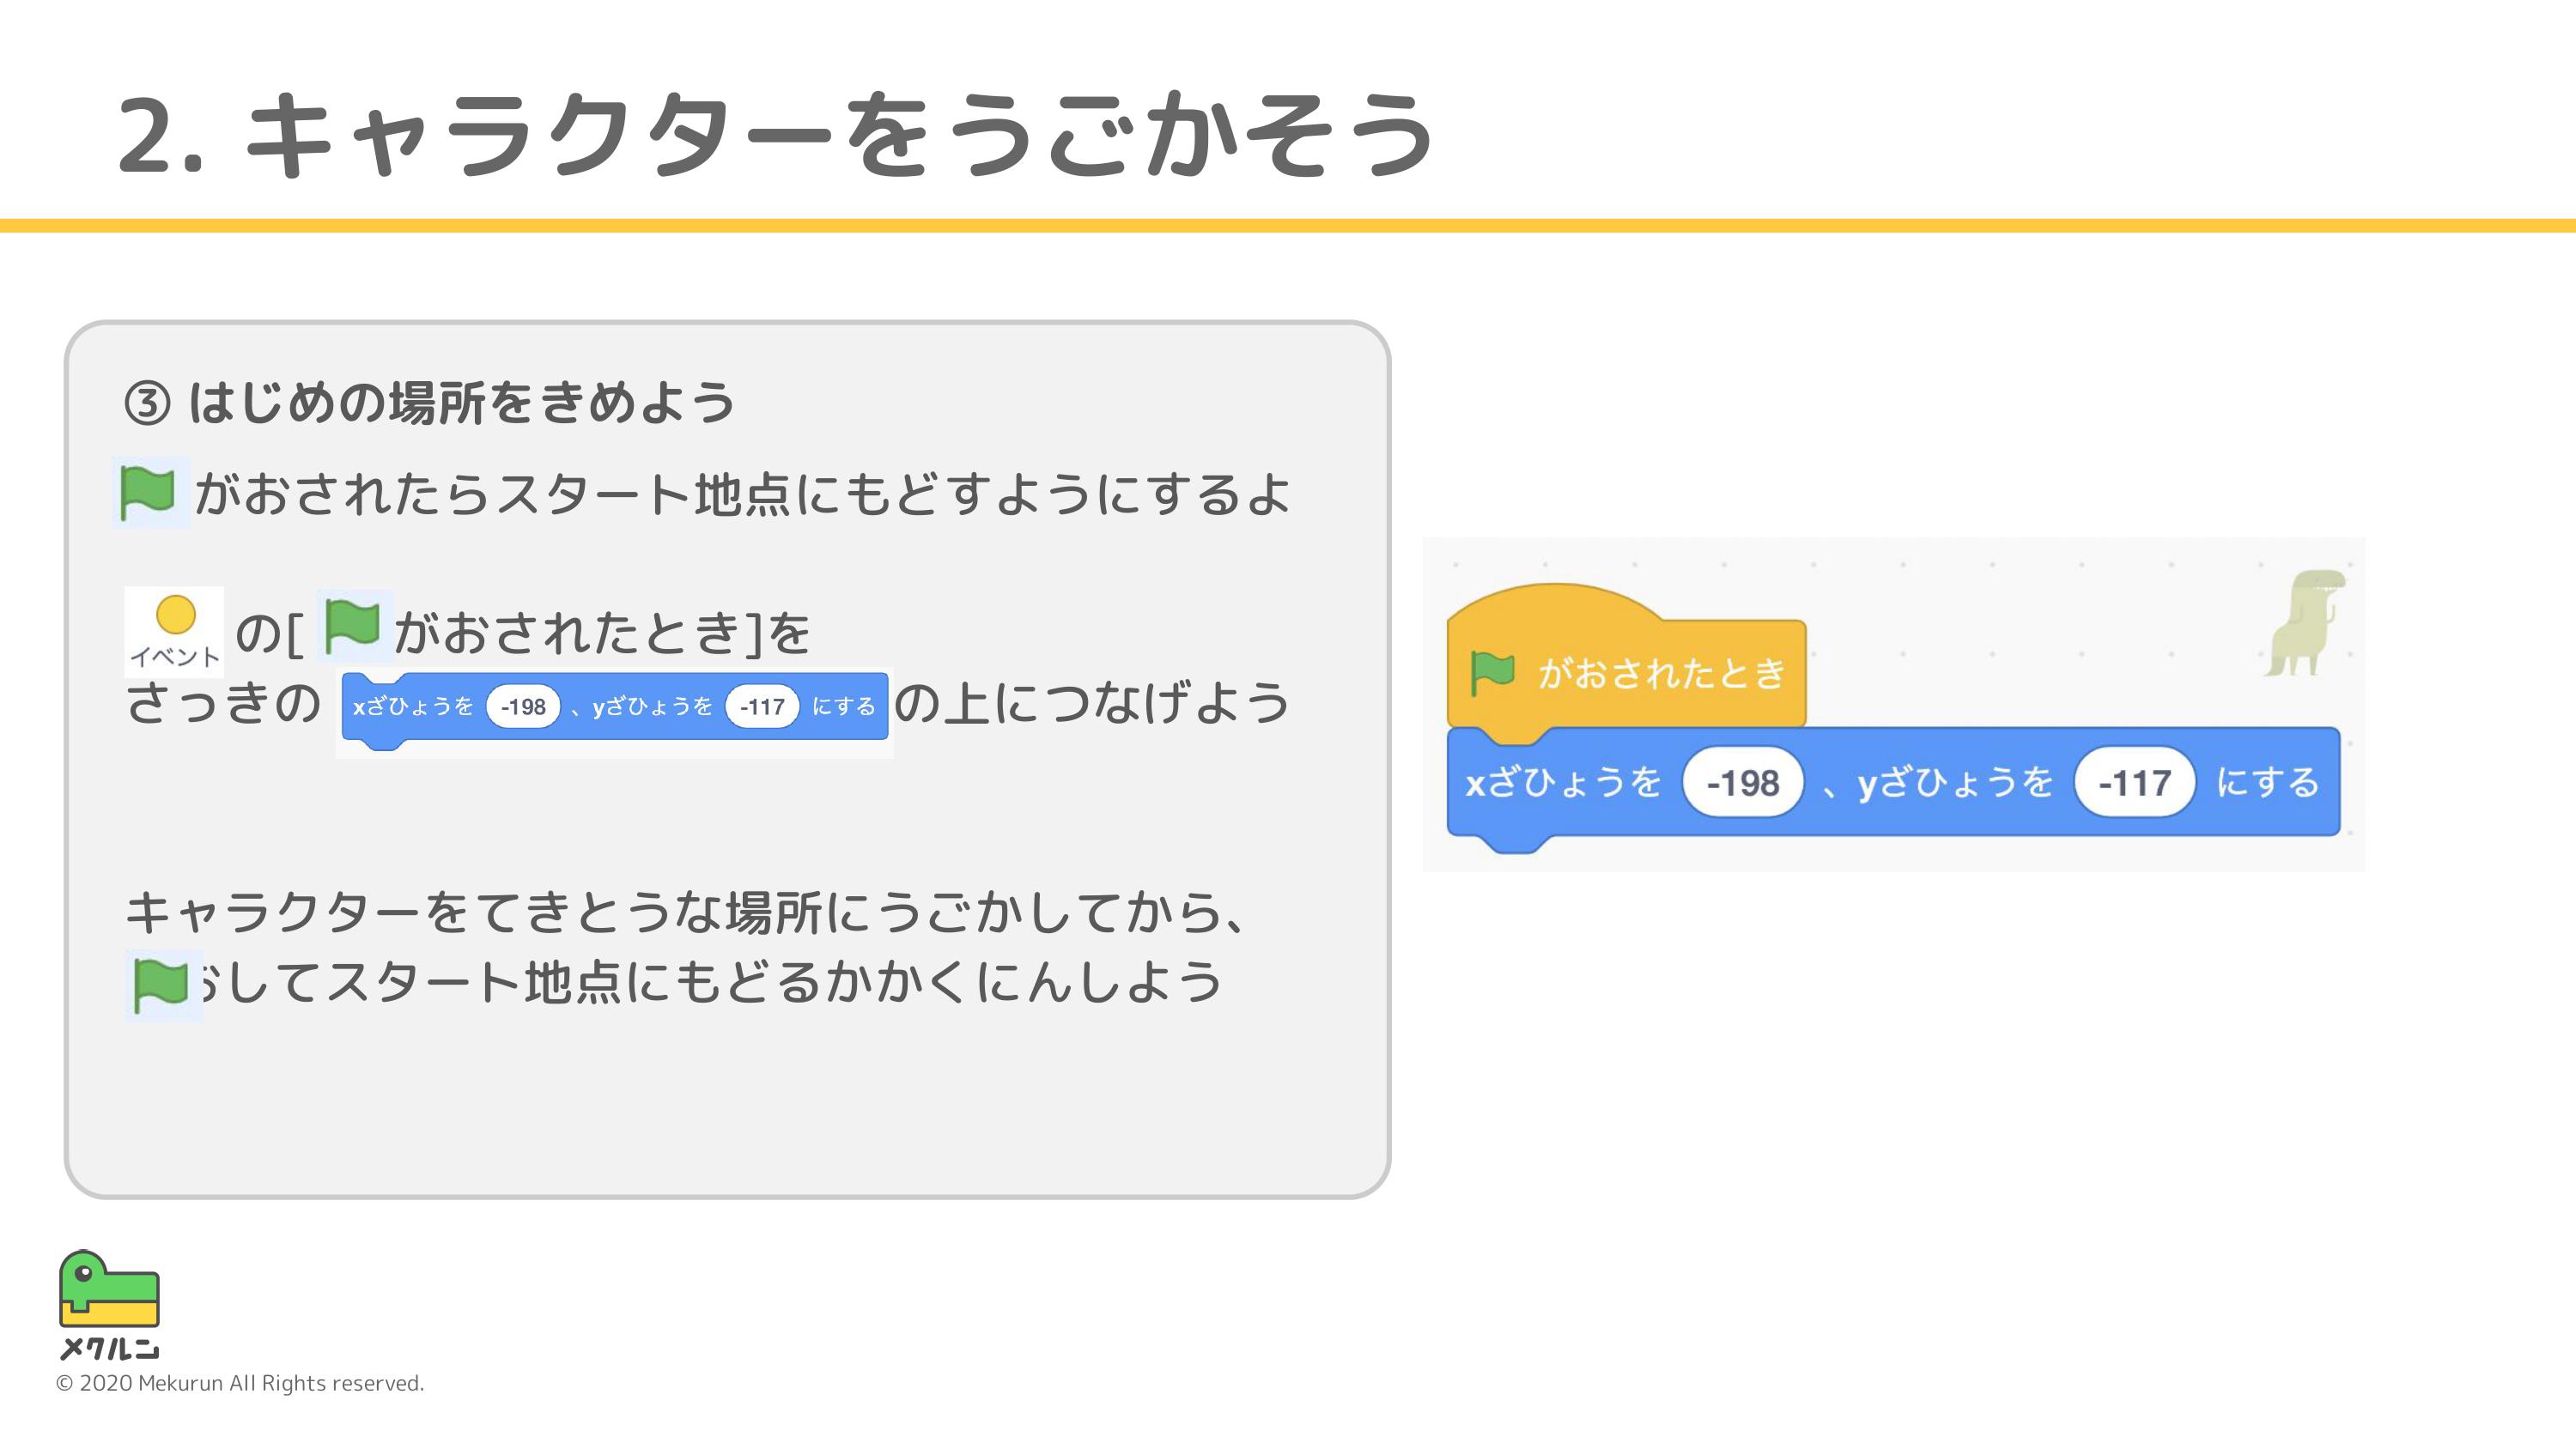 2. キャラクターをうごかそう
③ はじめの場所をきめよう
がおされたらスタート地点にもどすようにするよ
イベント の[ がおされたとき]を
さっきの xざひょうを -198 、yざひょうを -117 にする の上につなげよう
キャラクターをてきとうな場所にうごかしてから、
してスタート地点にもどるかかくにんしよう
がおされたとき
xざひょうを -198 、yざひょうを -117 にする
メクルン
© 2020 Mekurun All Rights reserved.